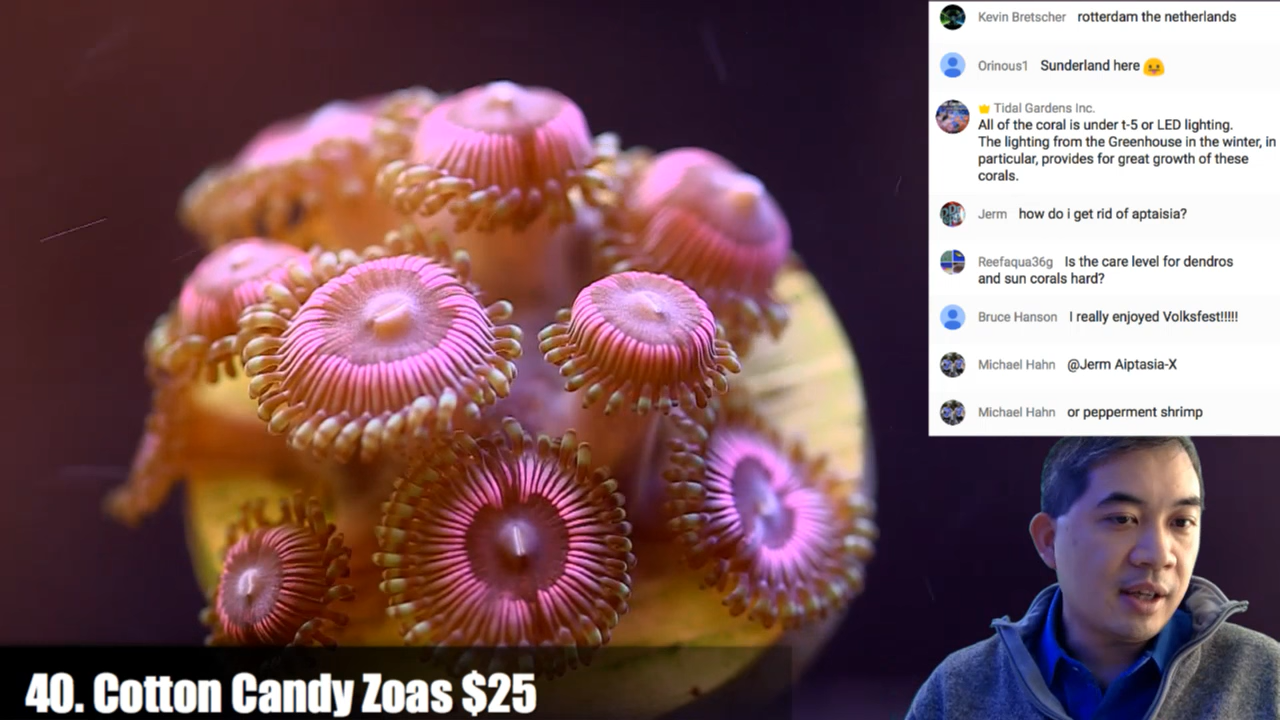 Kevin Bretscher rotterdam the netherlands
Orinous1 Sunderland here
Tidal Gardens Inc.
All of the coral is under t-5 or LED lighting.
The lighting from the Greenhouse in the winter, in
particular, provides for great growth of these
corals.
Jerm how do i get rid of aptaisia?
Reefaqua36g Is the care level for dendros
and sun corals hard?
Bruce Hanson I really enjoyed Volksfest!!!!!
Michael Hahn @Jerm Aiptasia-X
Michael Hahn or pepperment shrimp
40. Cotton Candy Zoas $25